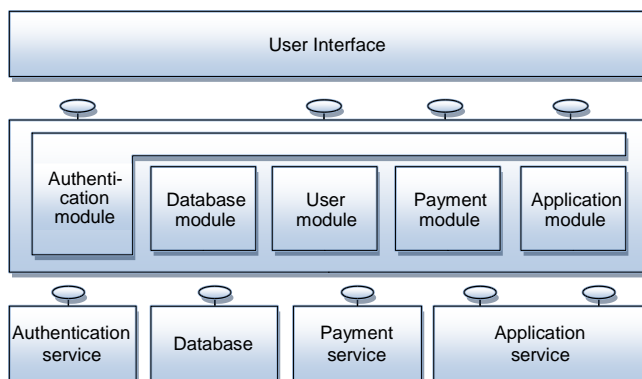 User Interface
Authenti-
cation
module
Database
module
User
module
Payment
module
Application
module
Authentication
service
Database
Payment
service
Application
service